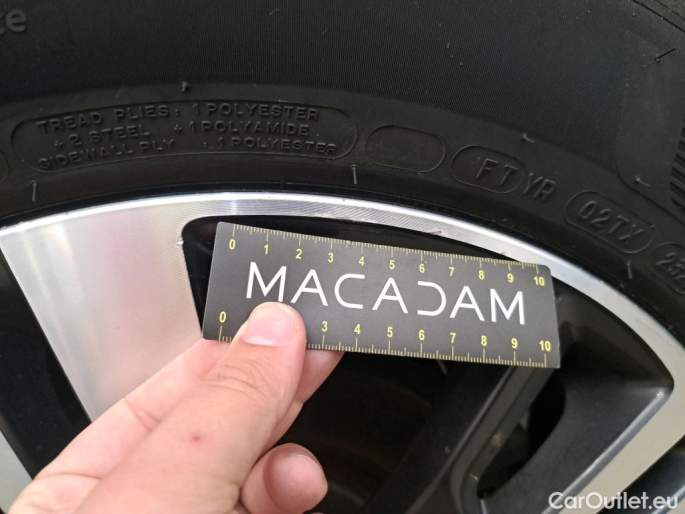 TREAD PLIES : 1 POLYESTER
+ 2 STEEL + 1 POLYAMIDE
SIDEWALL PLY : 1 POLYESTER
FT YR 02TX
0 1 2 3 4 5 6 7 8 9 10
MACADAM
0 3 4 5 6 7 8 9 10
CarOutlet.eu